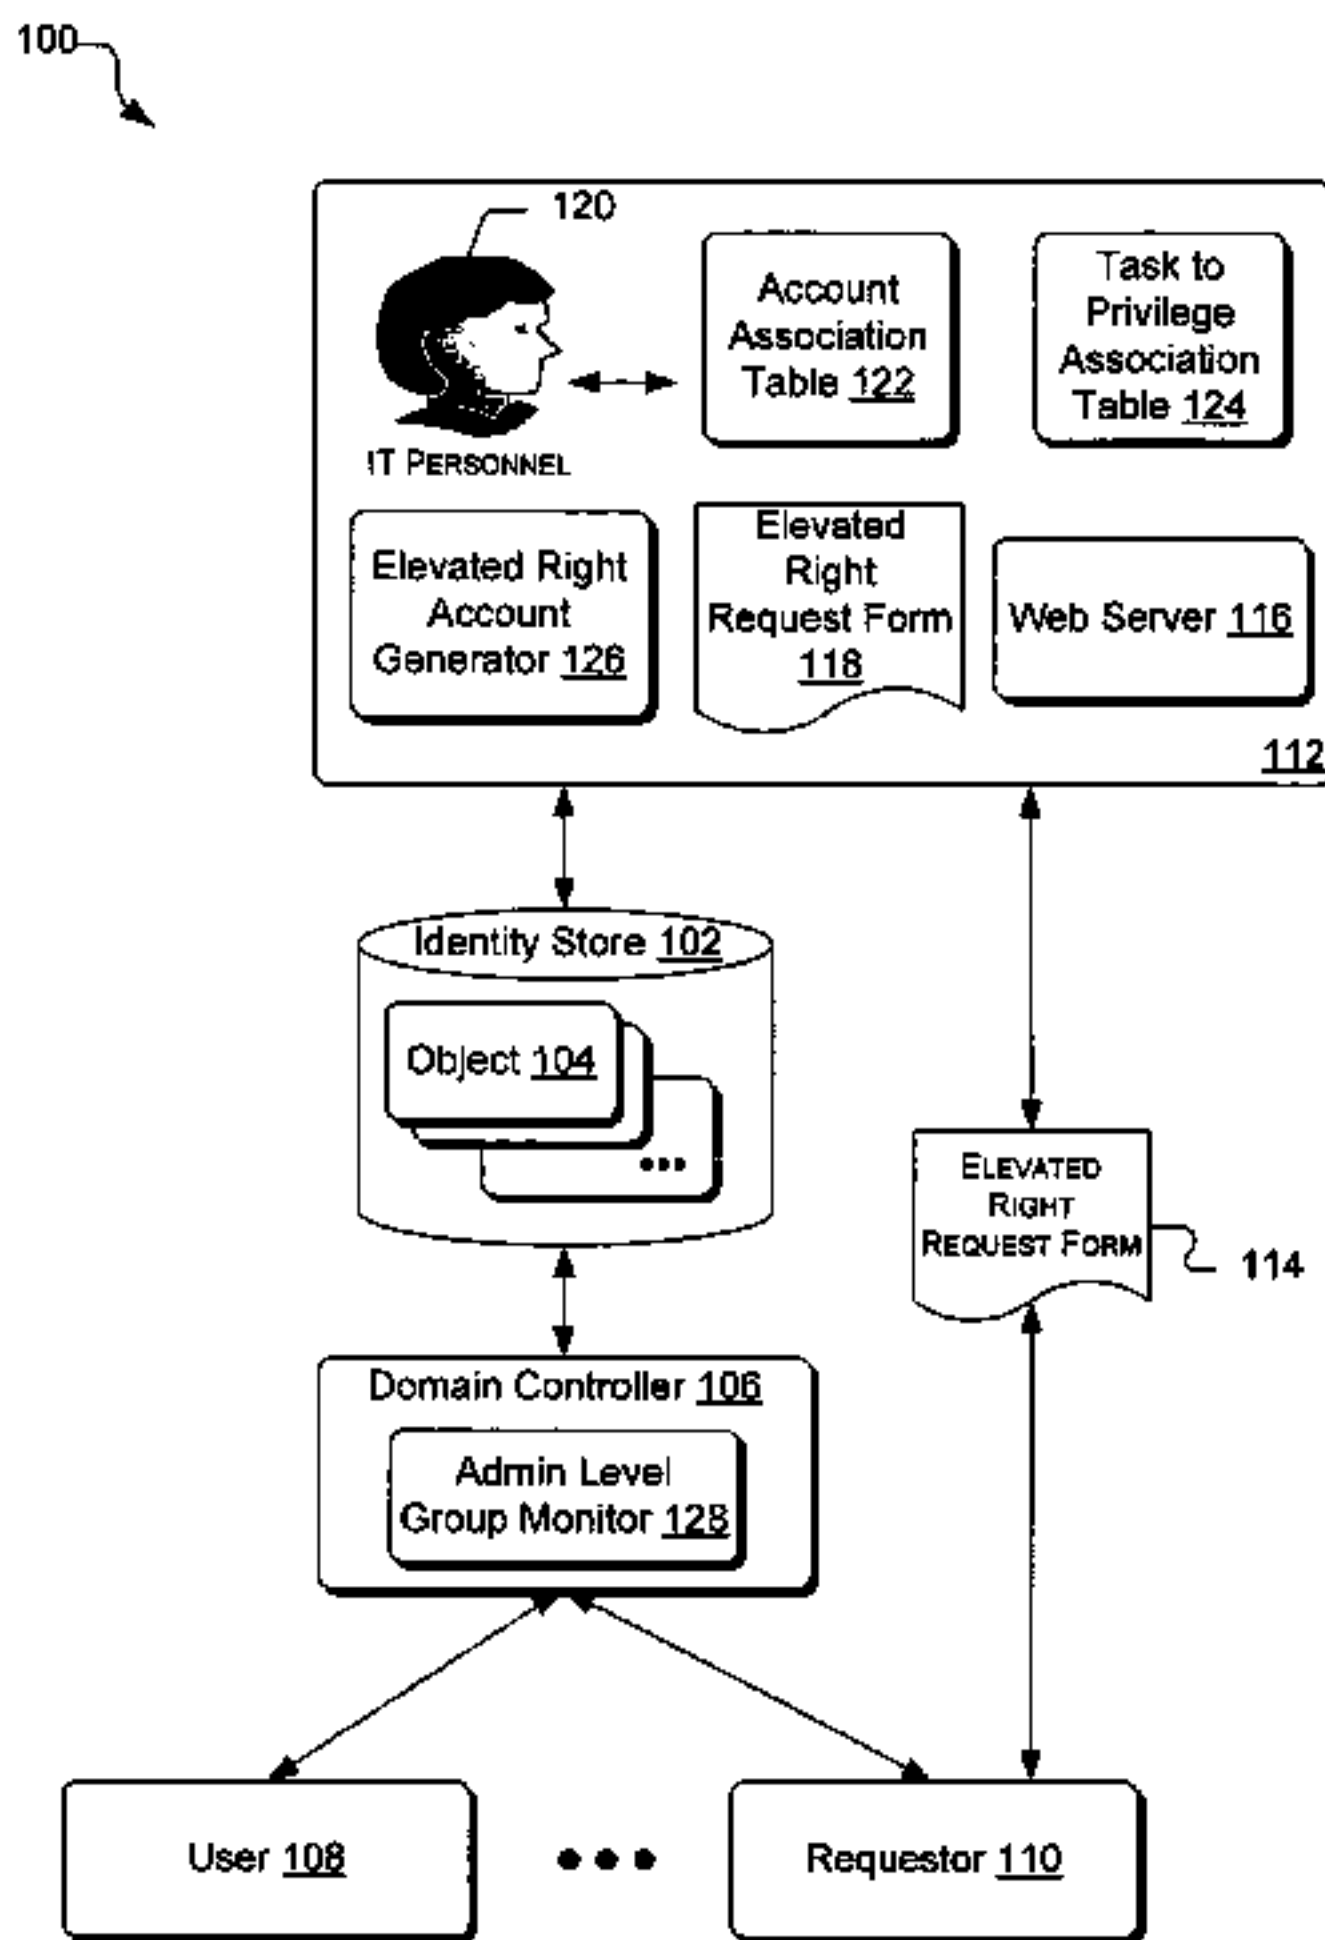 100
120
Account
Association
Table 122
Task to
Privilege
Association
Table 124
IT PERSONNEL
Elevated Right
Account
Generator 126
Elevated
Right
Request Form
118
Web Server 116
112
Identity Store 102
Object 104
•••
ELEVATED
RIGHT
REQUEST FORM
114
Domain Controller 106
Admin Level
Group Monitor 128
User 108
•••
Requestor 110